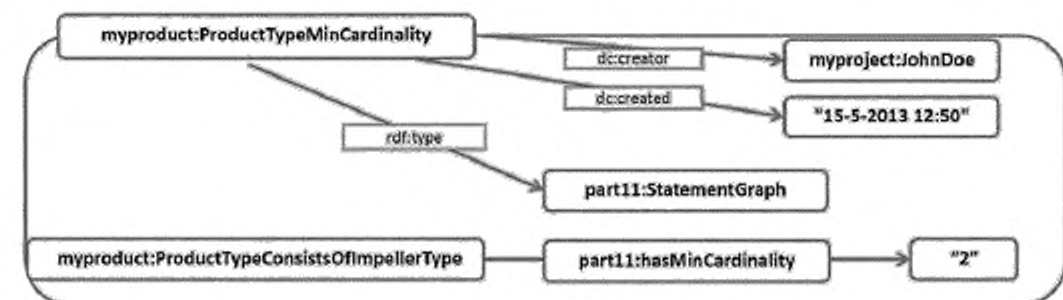 myproduct:ProductTypeMinCardinality
dc:creator
myproject:JohnDoe
dc:created
"15-5-2013 12:50"
rdf:type
part11:StatementGraph
myproduct:ProductTypeConsistsOfImpellerType
part11:hasMinCardinality
"2"